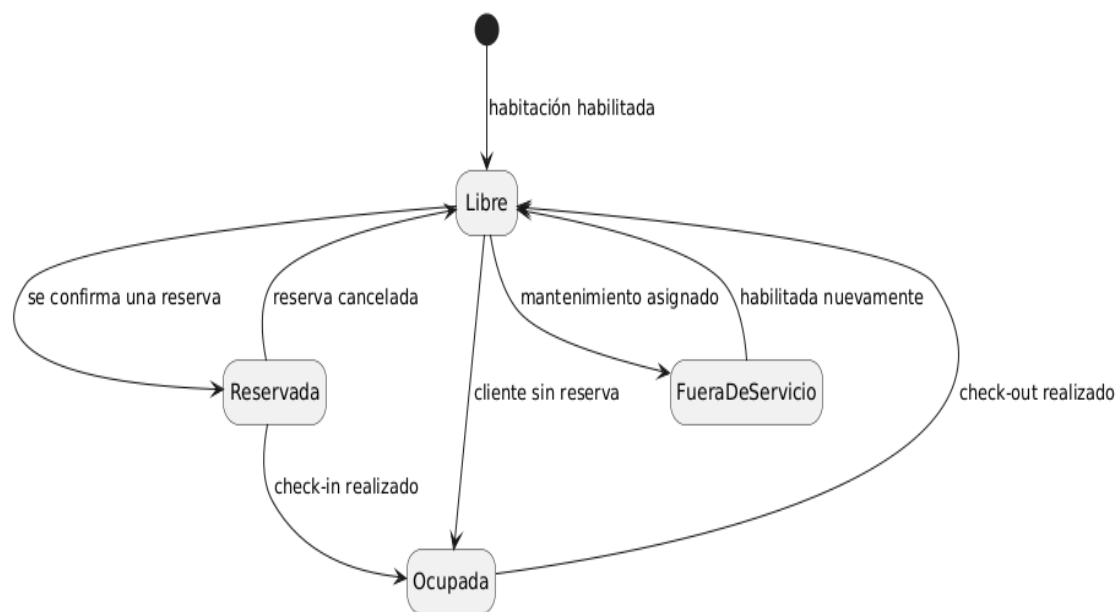 habitación habilitada
Libre
se confirma una reserva
reserva cancelada
mantenimiento asignado
habilitada nuevamente
Reservada
cliente sin reserva
FueraDeServicio
check-out realizado
check-in realizado
Ocupada